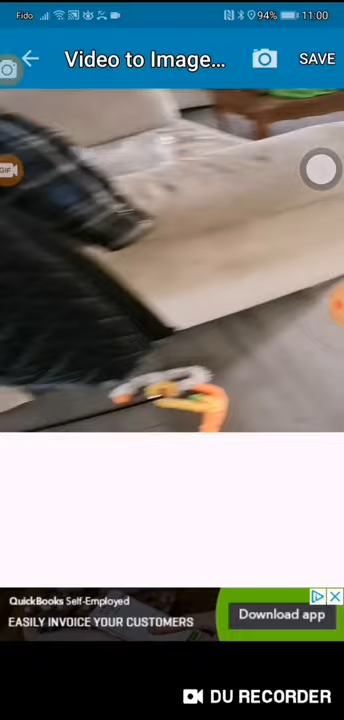 Fido 94% 11:00
Video to Image... SAVE
GIF
QuickBooks Self-Employed
EASILY INVOICE YOUR CUSTOMERS
Download app
DU RECORDER